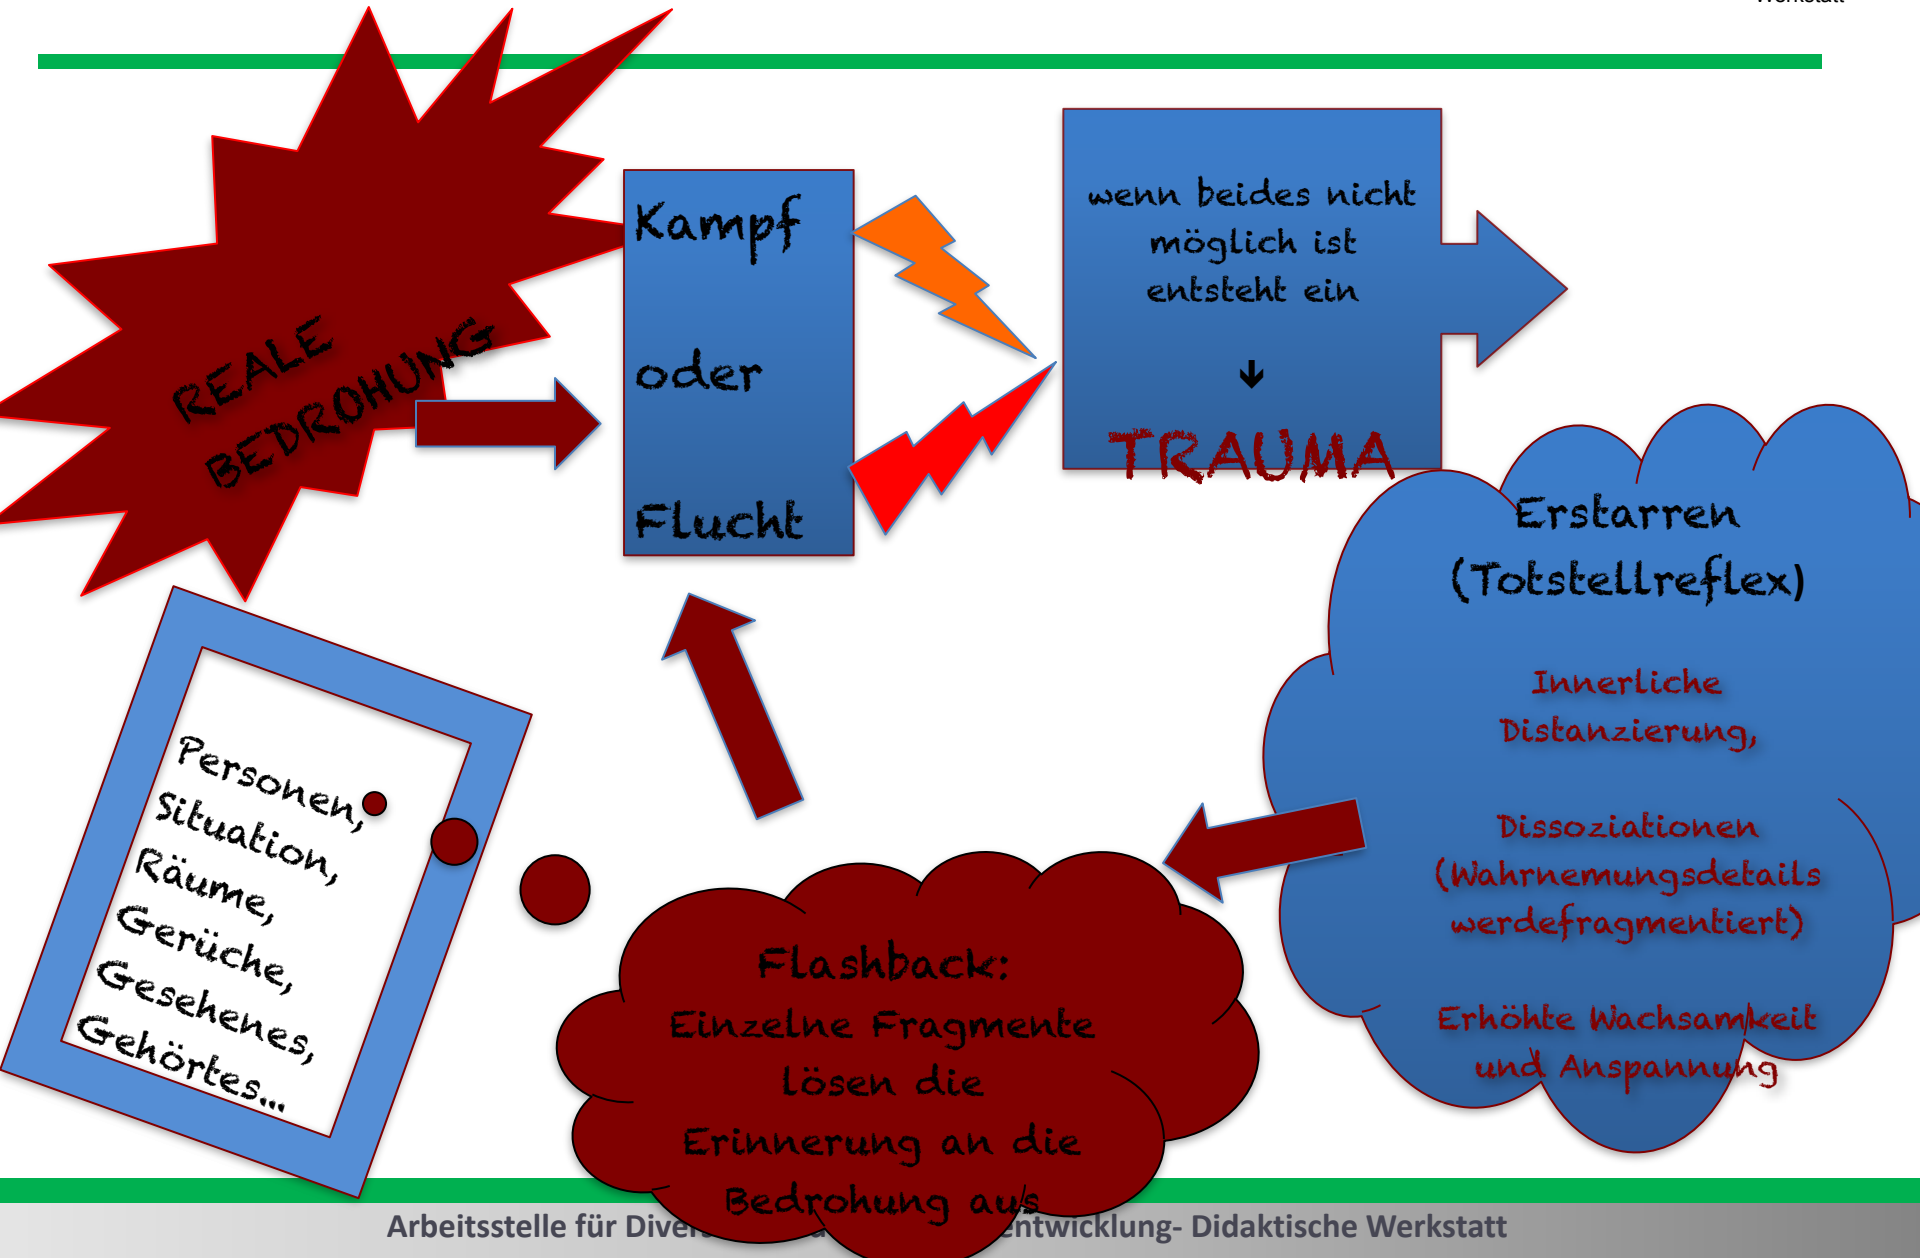 Werkstatt
REALE
BEDROHUNG
Kampf
oder
Flucht
wenn beides nicht
möglich ist
entsteht ein
↓
TRAUMA
Erstarren
(Totstellreflex)
Innerliche
Distanzierung,
Dissoziationen
(Wahrnemungsdetails
werdefragmentiert)
Erhöhte Wachsamkeit
und Anspannung
Flashback:
Einzelne Fragmente
lösen die
Erinnerung an die
Bedrohung aus
Personen,
Situation,
Räume,
Gerüche,
Gesehenes,
Gehörtes...
Arbeitsstelle für entwicklung- Didaktische Werkstatt